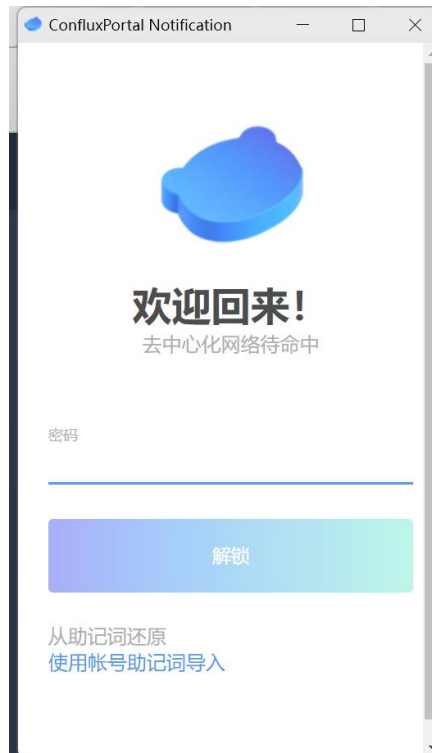 ConfluxPortal Notification
欢迎回来!
去中心化网络待命中
密码
解锁
从助记词还原
使用帐号助记词导入